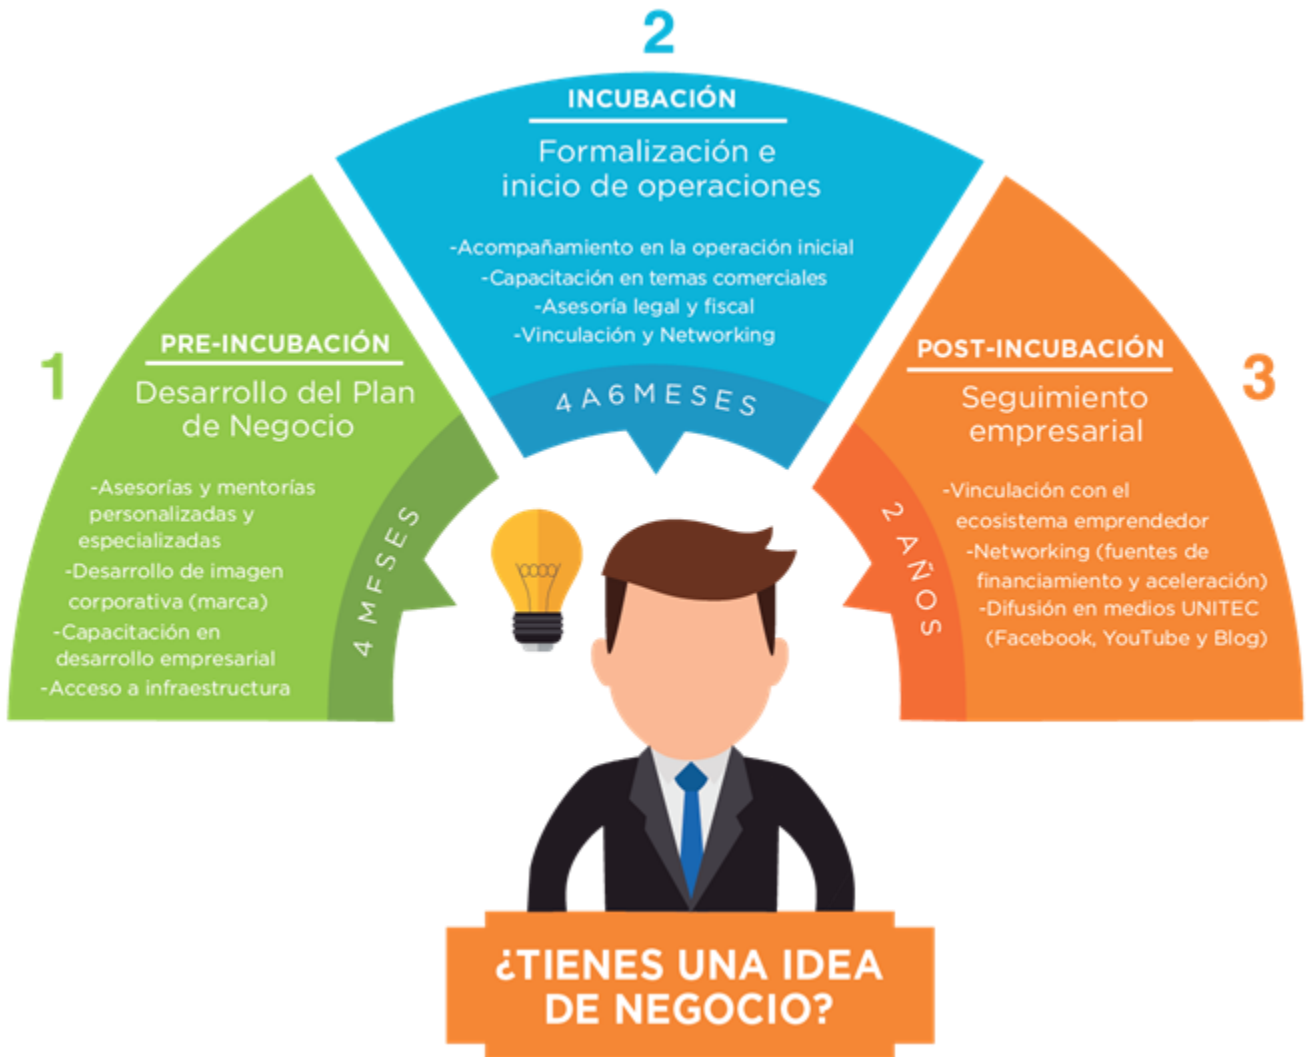 1
PRE-INCUBACIÓN
Desarrollo del Plan
de Negocio
-Asesorías y mentorías
personalizadas y
especializadas
-Desarrollo de imagen
corporativa (marca)
-Capacitación en
desarrollo empresarial
-Acceso a infraestructura
4 MESES
2
INCUBACIÓN
Formalización e
inicio de operaciones
-Acompañamiento en la operación inicial
-Capacitación en temas comerciales
-Asesoría legal y fiscal
-Vinculación y Networking
4 A 6 MESES
3
POST-INCUBACIÓN
Seguimiento
empresarial
-Vinculación con el
ecosistema emprendedor
-Networking (fuentes de
financiamiento y aceleración)
-Difusión en medios UNITEC
(Facebook, YouTube y Blog)
2 AÑOS
¿TIENES UNA IDEA
DE NEGOCIO?